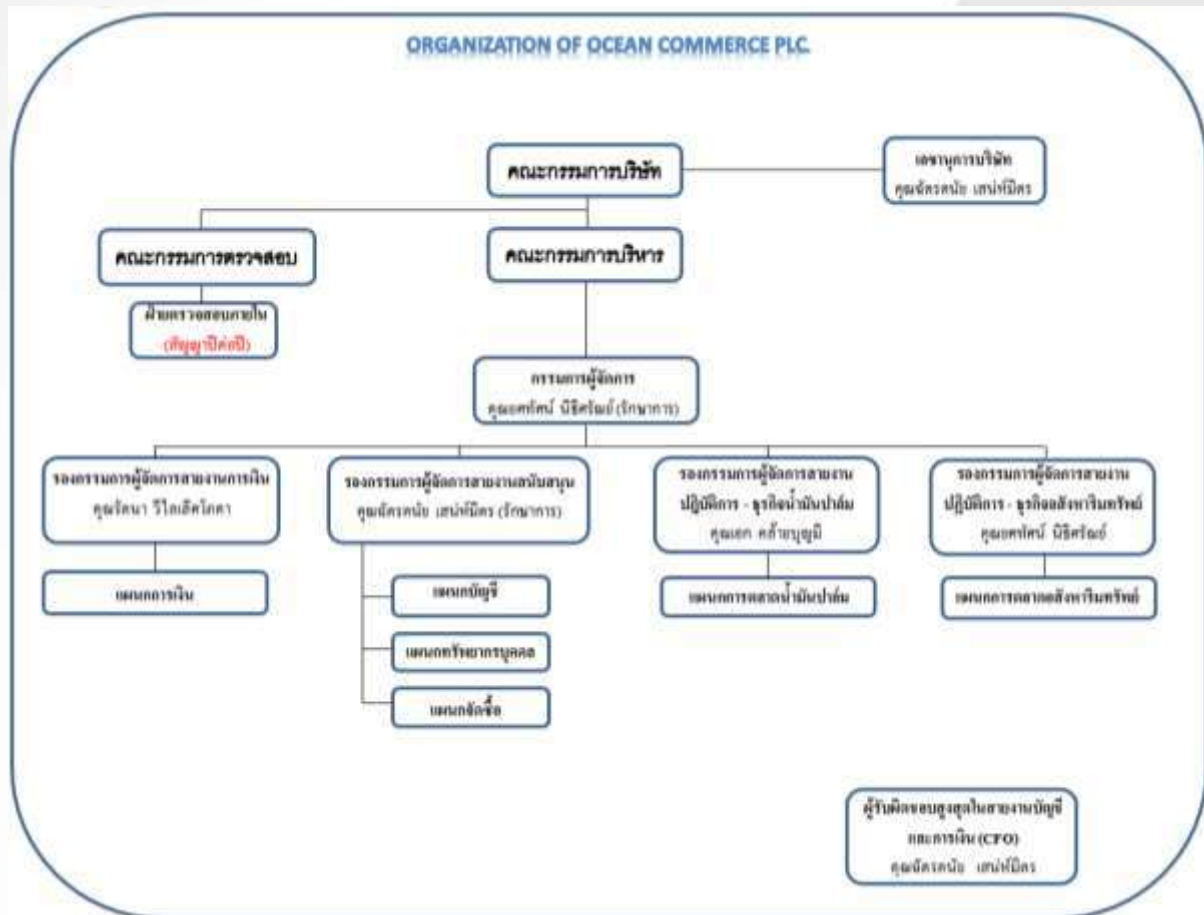 ORGANIZATION OF OCEAN COMMERCE PLC.
คณะกรรมการบริษัท
เลขานุการบริษัท
คุณฉัตรดนัย เสน่ห์มิตร
คณะกรรมการตรวจสอบ
คณะกรรมการบริหาร
ฝ่ายตรวจสอบภายใน
(สัญญาปีต่อปี)
กรรมการผู้จัดการ
คุณยศทัศน์ นิธิศรัณย์ (รักษาการ)
รองกรรมการผู้จัดการสายงานการเงิน
คุณรัตนา วิไลเลิศโภคา
รองกรรมการผู้จัดการสายงานสนับสนุน
คุณฉัตรดนัย เสน่ห์มิตร (รักษาการ)
รองกรรมการผู้จัดการสายงาน
ปฏิบัติการ - ธุรกิจน้ำมันปาล์ม
คุณเอก คล้ายบุญมี
รองกรรมการผู้จัดการสายงาน
ปฏิบัติการ - ธุรกิจอสังหาริมทรัพย์
คุณยศทัศน์ นิธิศรัณย์
แผนกการเงิน
แผนกบัญชี
แผนกทรัพยากรบุคคล
แผนกจัดซื้อ
แผนกการตลาดน้ำมันปาล์ม
แผนกการตลาดอสังหาริมทรัพย์
ผู้รับผิดชอบสูงสุดในสายงานบัญชี
และการเงิน (CFO)
คุณฉัตรดนัย เสน่ห์มิตร